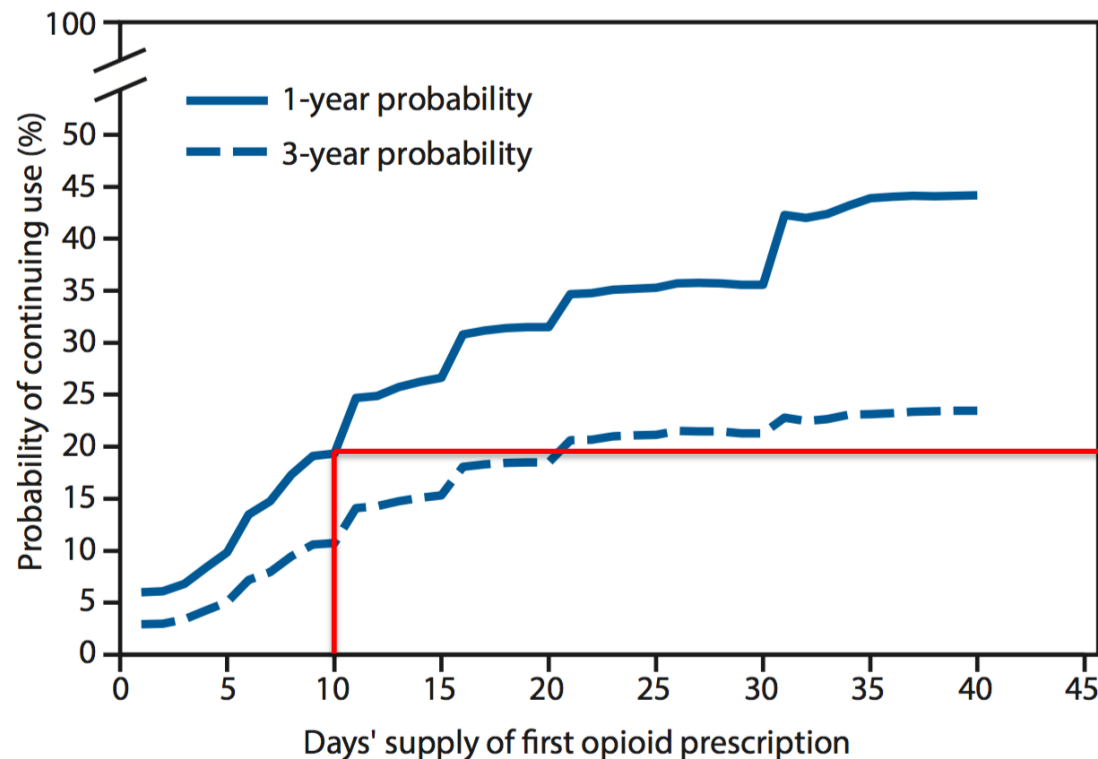 100
1-year probability
3-year probability
50
45
40
35
30
25
20
15
10
5
0
Probability of continuing use (%)
0 5 10 15 20 25 30 35 40 45
Days' supply of first opioid prescription